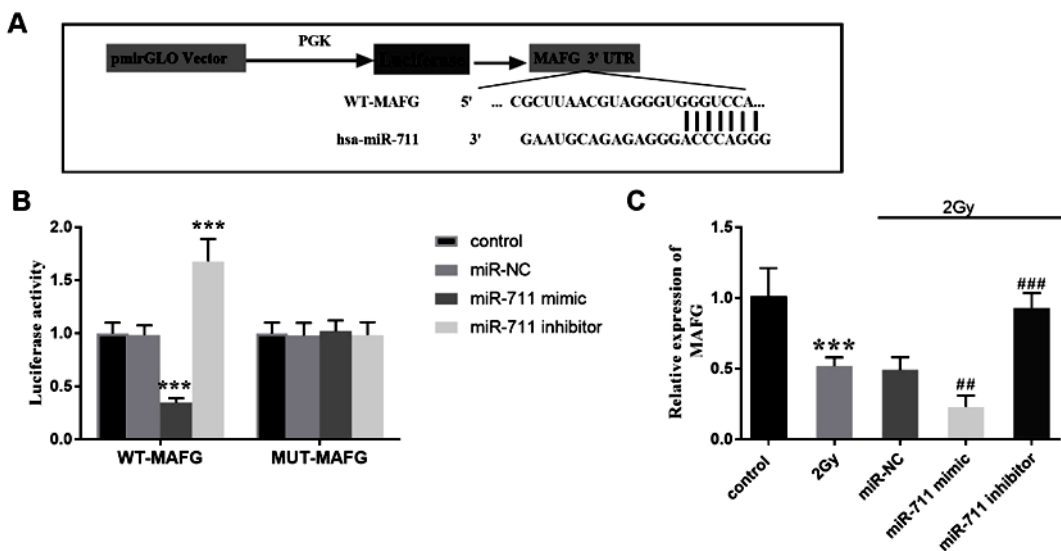 A
pmirGLO Vector
PGK
Luciferase
MAFG 3' UTR
WT-MAFG 5' ... CGCUUAACGUAGGGUGGGUCCA...
hsa-miR-711 3' GAAUGCAGAGAGGGACCCAGGG
B
Luciferase activity
2.0
1.5
1.0
0.5
0.0
***
***
WT-MAFG
MUT-MAFG
control
miR-NC
miR-711 mimic
miR-711 inhibitor
C
2Gy
Relative expression of
MAFG
1.5
1.0
0.5
0.0
***
##
###
control
2Gy
miR-NC
miR-711 mimic
miR-711 inhibitor